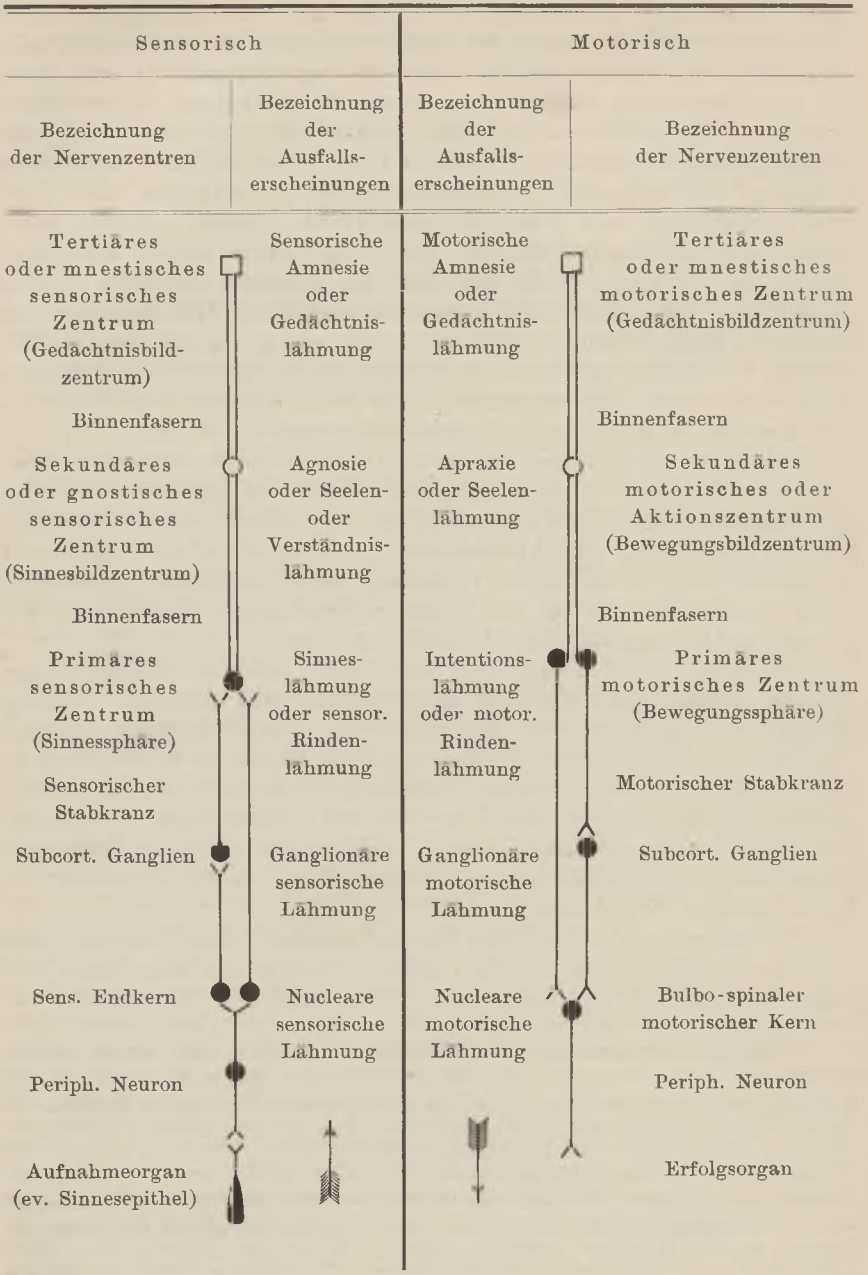 Sensorisch
Motorisch
Bezeichnung
der Nervenzentren
Bezeichnung
der
Ausfalls-
erscheinungen
Bezeichnung
der
Ausfalls-
erscheinungen
Bezeichnung
der Nervenzentren
Tertiäres
oder mnestisches
sensorisches
Zentrum
(Gedächtnisbild-
zentrum)
Sensorische
Amnesie
oder
Gedächtnis-
lähmung
Motorische
Amnesie
oder
Gedächtnis-
lähmung
Tertiäres
oder mnestisches
motorisches Zentrum
(Gedächtnisbildzentrum)
Binnenfasern
Binnenfasern
Sekundäres
oder gnostisches
sensorisches
Zentrum
(Sinnesbildzentrum)
Agnosie
oder Seelen-
oder
Verständnis-
lähmung
Apraxie
oder Seelen-
lähmung
Sekundäres
motorisches oder
Aktionszentrum
(Bewegungsbildzentrum)
Binnenfasern
Binnenfasern
Primäres
sensorisches
Zentrum
(Sinnessphäre)
Sinnes-
lähmung
oder sensor.
Rinden-
lähmung
Intentions-
lähmung
oder motor.
Rinden-
lähmung
Primäres
motorisches Zentrum
(Bewegungssphäre)
Sensorischer
Stabkranz
Motorischer Stabkranz
Subcort. Ganglien
Ganglionäre
sensorische
Lähmung
Ganglionäre
motorische
Lähmung
Subcort. Ganglien
Sens. Endkern
Nucleare
sensorische
Lähmung
Nucleare
motorische
Lähmung
Bulbo-spinaler
motorischer Kern
Periph. Neuron
Periph. Neuron
Aufnahmeorgan
(ev. Sinnesepithel)
Erfolgsorgan